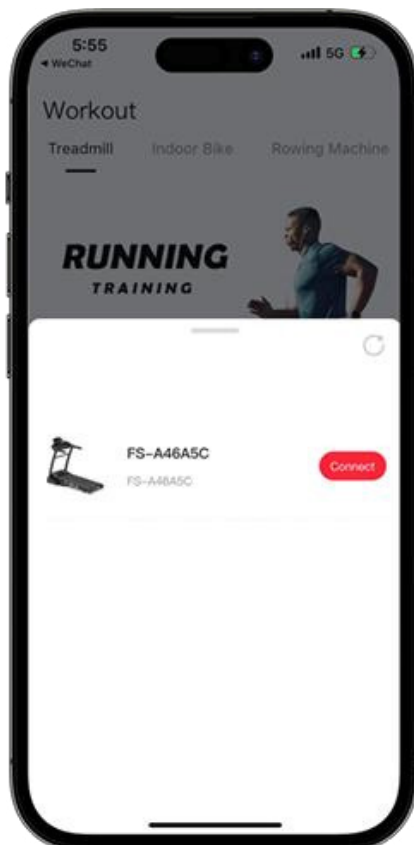 5:55
5G
◀ WeChat
Workout
Treadmill Indoor Bike Rowing Machine
RUNNING
TRAINING
FS-A46A5C
FS-A46A5C
Connect